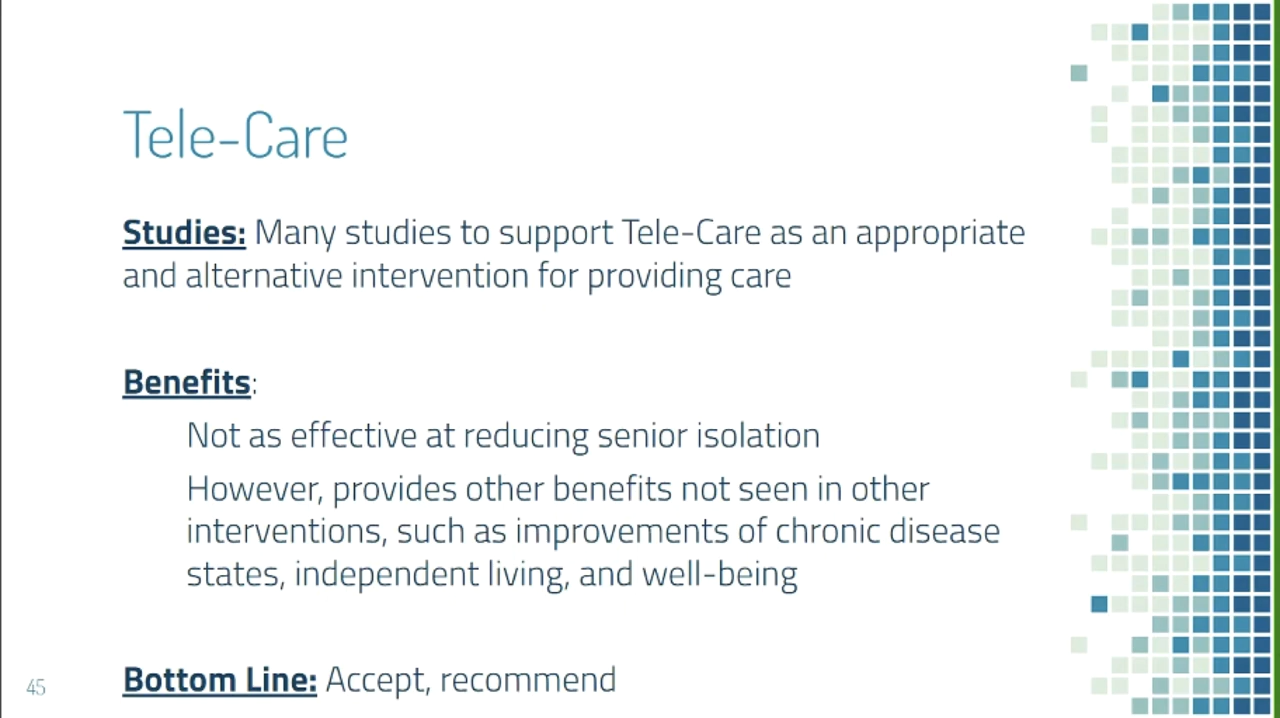 Tele-Care
Studies: Many studies to support Tele-Care as an appropriate
and alternative intervention for providing care
Benefits:
Not as effective at reducing senior isolation
However, provides other benefits not seen in other
interventions, such as improvements of chronic disease
states, independent living, and well-being
Bottom Line: Accept, recommend
45